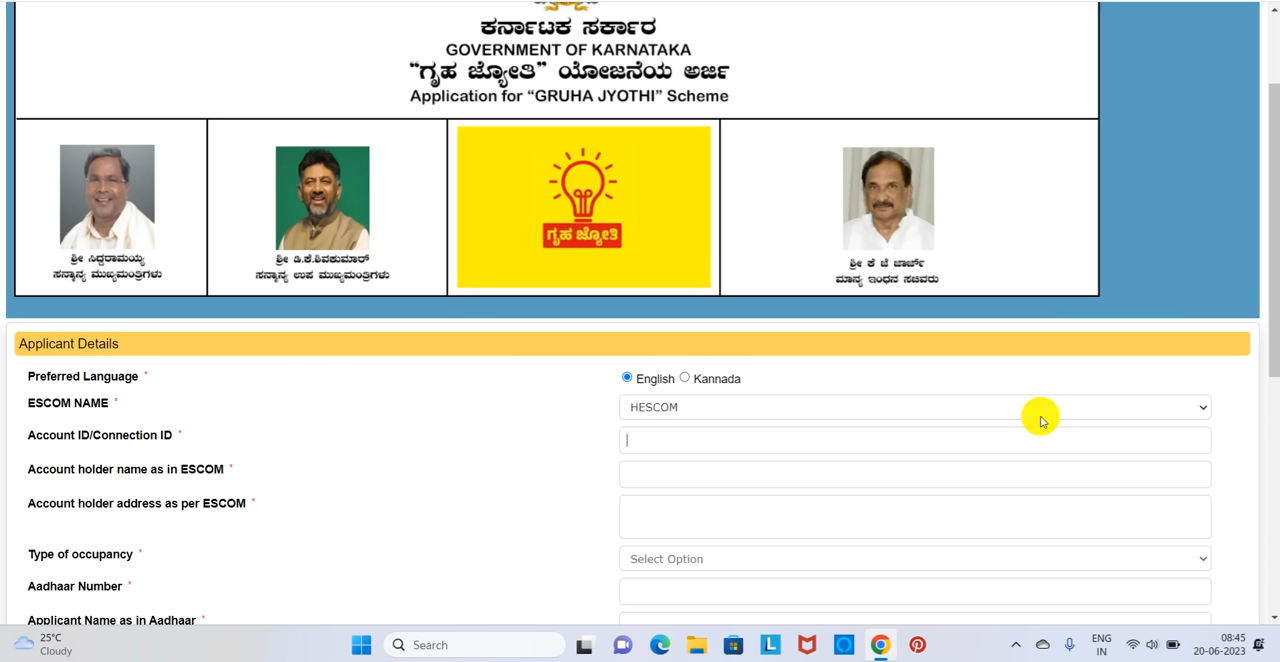 ಕರ್ನಾಟಕ ಸರ್ಕಾರ
GOVERNMENT OF KARNATAKA
“ಗೃಹ ಜ್ಯೋತಿ” ಯೋಜನೆಯ ಅರ್ಜಿ
Application for “GRUHA JYOTHI” Scheme
ಶ್ರೀ ಸಿದ್ದರಾಮಯ್ಯ
ಸನ್ಮಾನ್ಯ ಮುಖ್ಯಮಂತ್ರಿಗಳು
ಶ್ರೀ ಡಿ.ಕೆ.ಶಿವಕುಮಾರ್
ಸನ್ಮಾನ್ಯ ಉಪ ಮುಖ್ಯಮಂತ್ರಿಗಳು
ಗೃಹ ಜ್ಯೋತಿ
ಶ್ರೀ ಕೆ ಜೆ ಜಾರ್ಜ್
ಮಾನ್ಯ ಇಂಧನ ಸಚಿವರು
Applicant Details
Preferred Language * English Kannada
ESCOM NAME * HESCOM
Account ID/Connection ID *
Account holder name as in ESCOM *
Account holder address as per ESCOM *
Type of occupancy * Select Option
Aadhaar Number *
Applicant Name as in Aadhaar *
25°C
Cloudy
Search
ENG
IN
08:45
20-06-2023